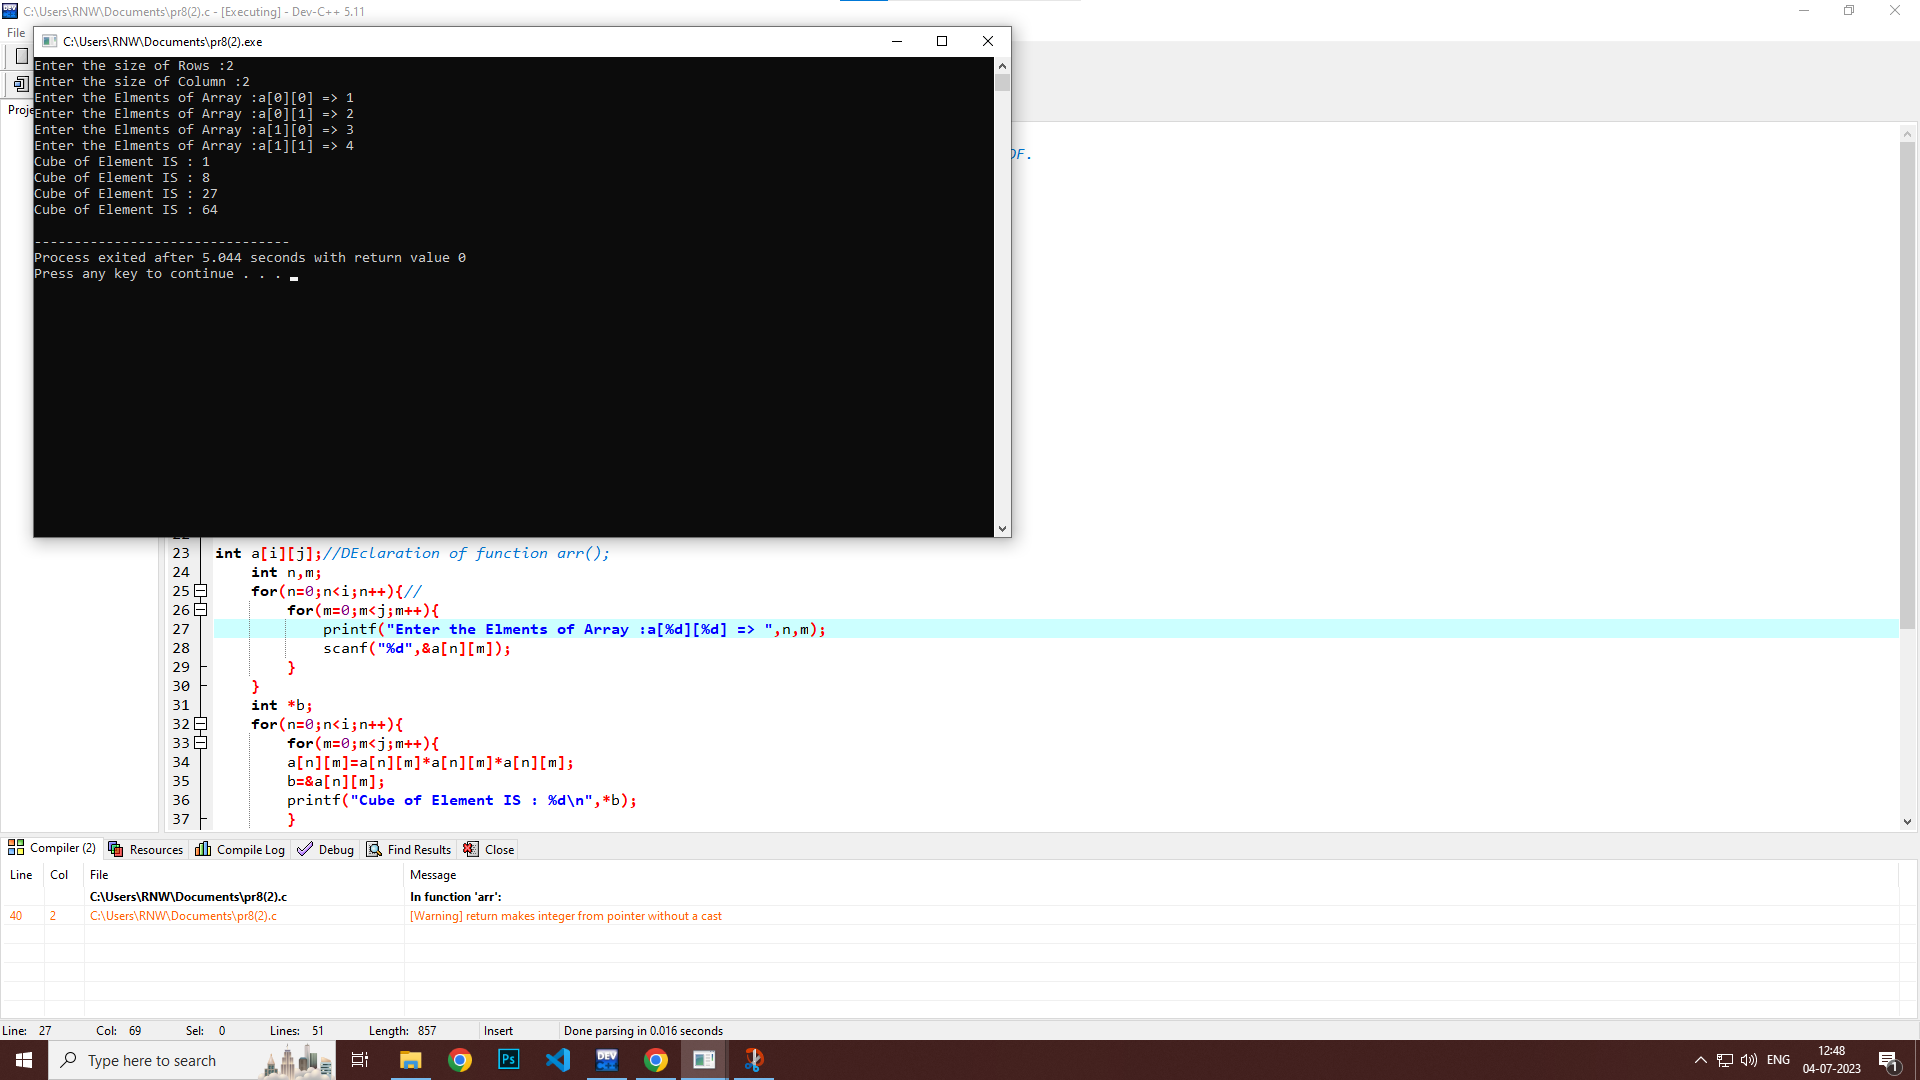 C:\Users\RNW\Documents\pr8(2).c - [Executing] - Dev-C++ 5.11
File
C:\Users\RNW\Documents\pr8(2).exe
Enter the size of Rows :2
Enter the size of Column :2
Enter the Elments of Array :a[0][0] => 1
Enter the Elments of Array :a[0][1] => 2
Enter the Elments of Array :a[1][0] => 3
Enter the Elments of Array :a[1][1] => 4
Cube of Element IS : 1
Cube of Element IS : 8
Cube of Element IS : 27
Cube of Element IS : 64
--------------------------------
Process exited after 5.044 seconds with return value 0
Press any key to continue . . .
Proje
DF.
23 int a[i][j];//DEclaration of function arr();
24 int n,m;
25 for(n=0;n<i;n++){//
26 for(m=0;m<j;m++){
27 printf("Enter the Elments of Array :a[%d][%d] => ",n,m);
28 scanf("%d",&a[n][m]);
29 }
30 }
31 int *b;
32 for(n=0;n<i;n++){
33 for(m=0;m<j;m++){
34 a[n][m]=a[n][m]*a[n][m]*a[n][m];
35 b=&a[n][m];
36 printf("Cube of Element IS : %d\n",*b);
37 }
Compiler (2) Resources Compile Log Debug Find Results Close
Line Col File Message
C:\Users\RNW\Documents\pr8(2).c In function 'arr':
40 2 C:\Users\RNW\Documents\pr8(2).c [Warning] return makes integer from pointer without a cast
Line: 27 Col: 69 Sel: 0 Lines: 51 Length: 857 Insert Done parsing in 0.016 seconds
Type here to search
Ps
DEV
ENG
12:48
04-07-2023
1